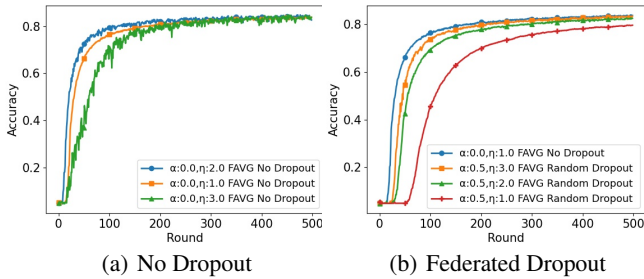 0.8
0.6
0.4
0.2
Accuracy
0 100 200 300 400 500
Round
α:0.0,η:2.0 FAVG No Dropout
α:0.0,η:1.0 FAVG No Dropout
α:0.0,η:3.0 FAVG No Dropout
(a) No Dropout
0.8
0.6
0.4
0.2
Accuracy
0 100 200 300 400 500
Round
α:0.0,η:1.0 FAVG No Dropout
α:0.5,η:3.0 FAVG Random Dropout
α:0.5,η:2.0 FAVG Random Dropout
α:0.5,η:1.0 FAVG Random Dropout
(b) Federated Dropout